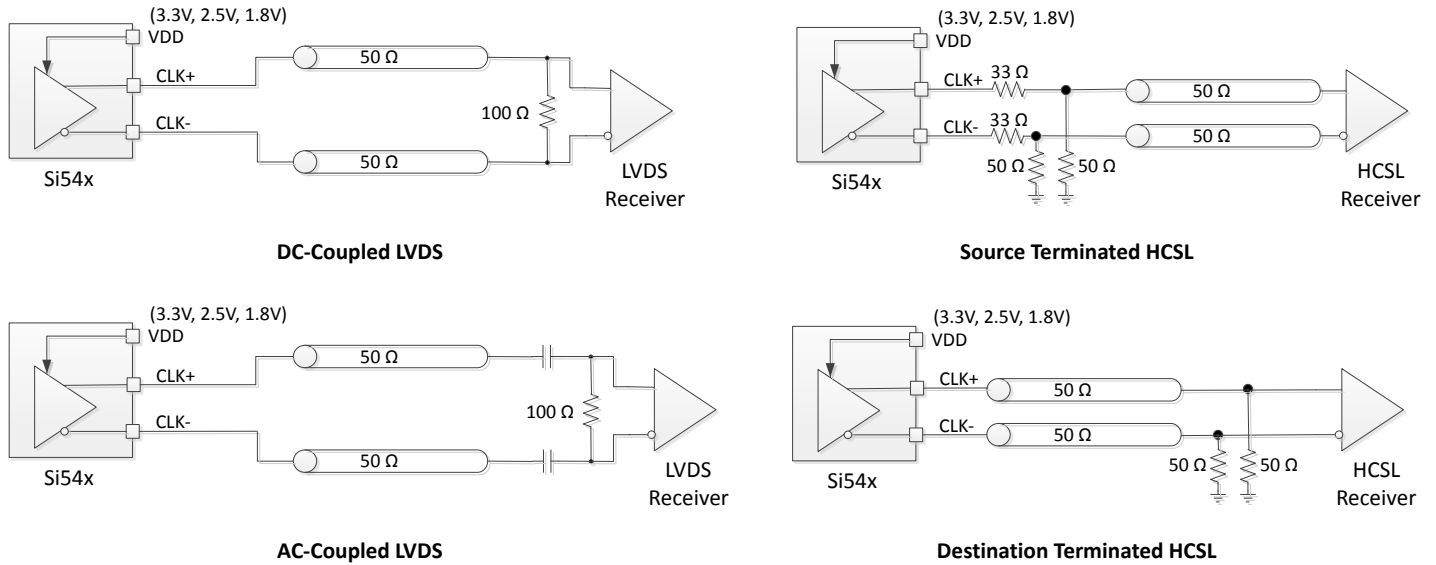 (3.3V, 2.5V, 1.8V)
VDD
CLK+
50 Ω
100 Ω
CLK-
50 Ω
Si54x
LVDS
Receiver
DC-Coupled LVDS
(3.3V, 2.5V, 1.8V)
VDD
CLK+
33 Ω
50 Ω
CLK-
33 Ω
50 Ω
50 Ω
50 Ω
Si54x
HCSL
Receiver
Source Terminated HCSL
(3.3V, 2.5V, 1.8V)
VDD
CLK+
50 Ω
100 Ω
CLK-
50 Ω
Si54x
LVDS
Receiver
AC-Coupled LVDS
(3.3V, 2.5V, 1.8V)
VDD
CLK+
50 Ω
CLK-
50 Ω
50 Ω
50 Ω
Si54x
HCSL
Receiver
Destination Terminated HCSL